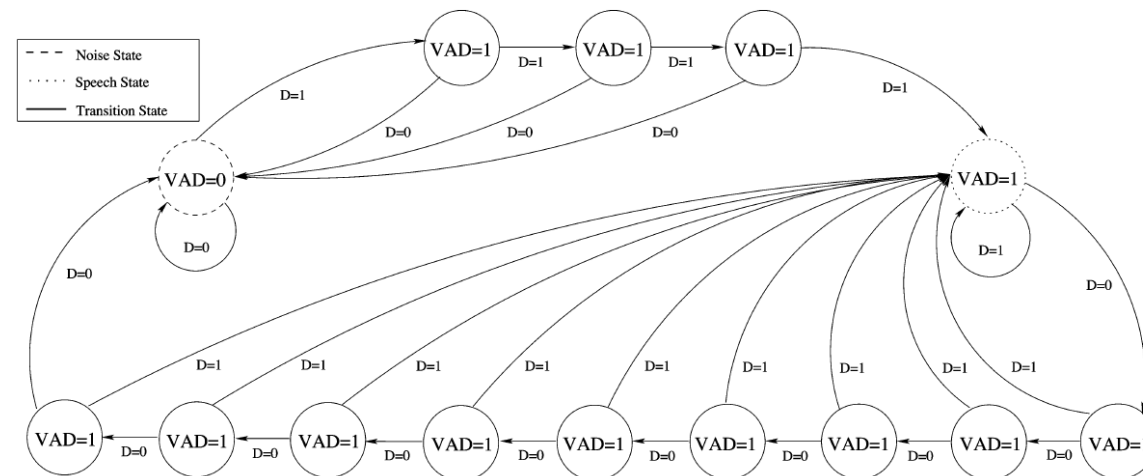 VAD=1 VAD=1 VAD=1
Noise State
Speech State
Transition State
D=1 D=1
D=1 D=1
D=0 D=0 D=0
VAD=0 VAD=1
D=0 D=1
D=0 D=0
D=1 D=1 D=1 D=1 D=1 D=1 D=1 D=1 D=1
VAD=1 VAD=1 VAD=1 VAD=1 VAD=1 VAD=1 VAD=1 VAD=1 VAD=
D=0 D=0 D=0 D=0 D=0 D=0 D=0 D=0